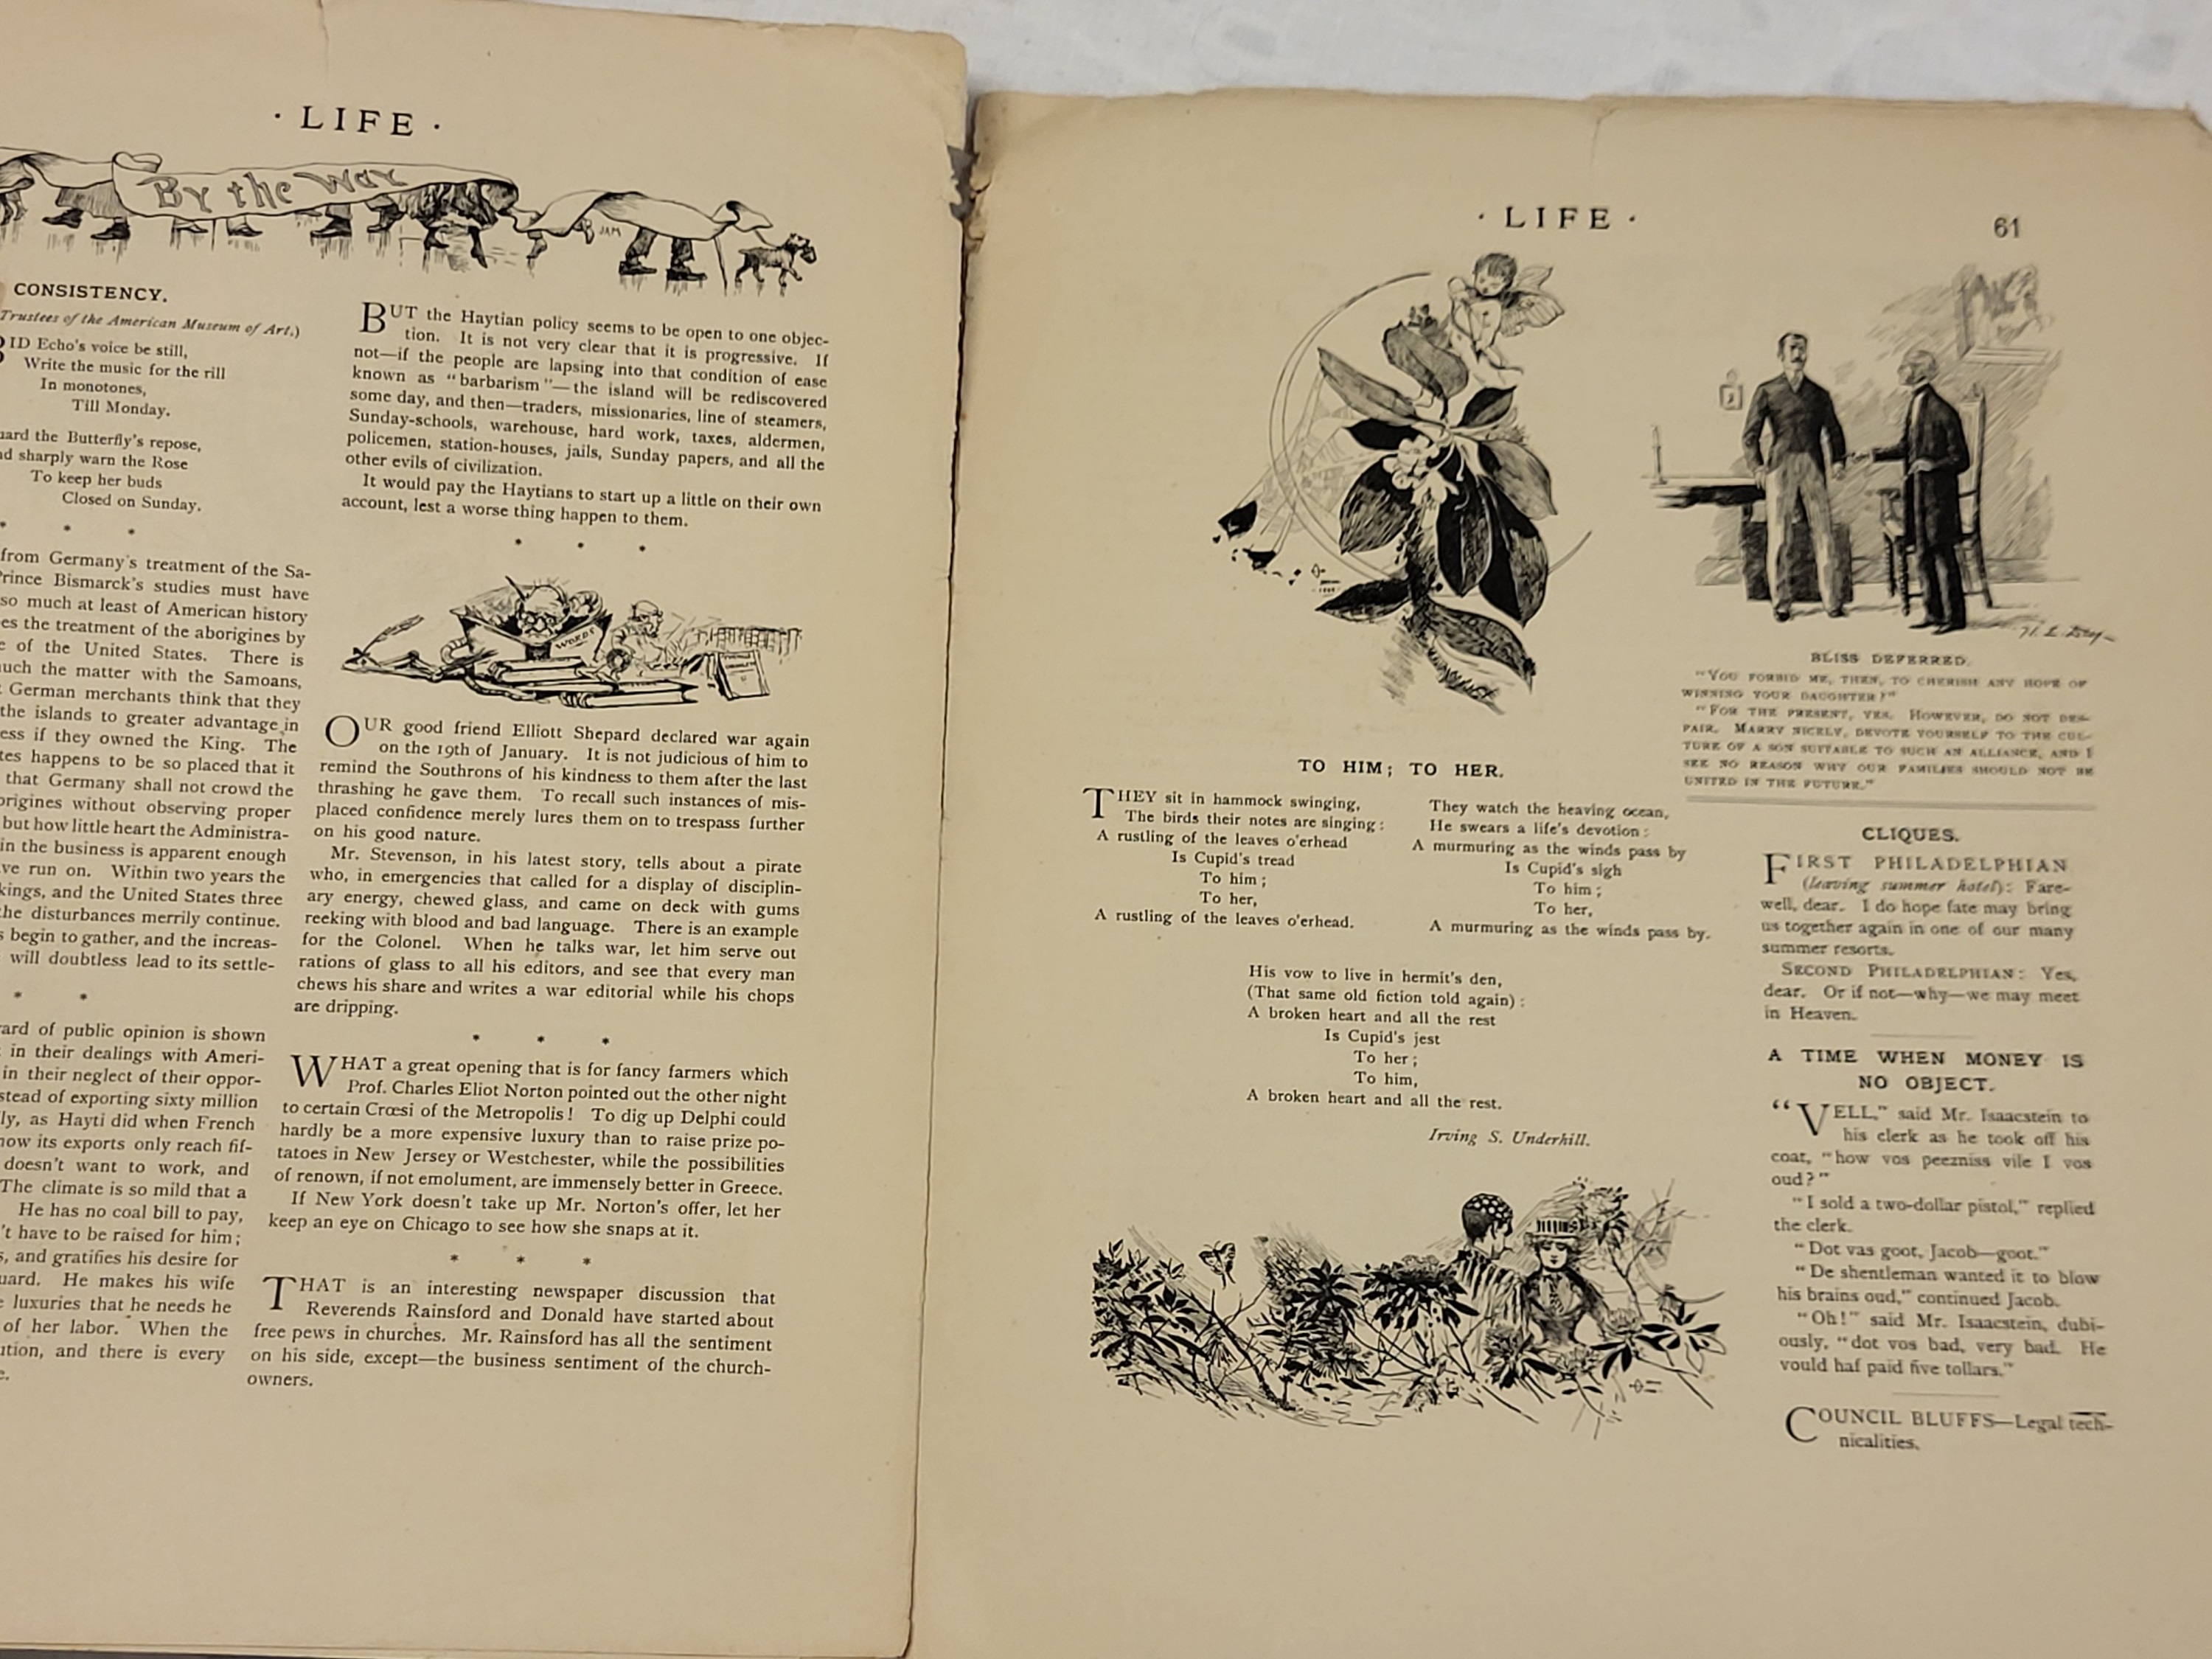 · LIFE ·
By the Way
JAM
CONSISTENCY.
Trustees of the American Museum of Art.)
BID Echo's voice be still,
Write the music for the rill
In monotones,
Till Monday.
the Butterfly's repose,
sharply warn the Rose
To keep her buds
Closed on Sunday.
* * *
from Germany's treatment of the Sa-
Prince Bismarck's studies must have
so much at least of American history
the treatment of the aborigines by
of the United States. There is
much the matter with the Samoans,
German merchants think that they
the islands to greater advantage in
if they owned the King. The
happens to be so placed that it
that Germany shall not crowd the
without observing proper
but how little heart the Administra-
in the business is apparent enough
run on. Within two years the
kings, and the United States three
the disturbances merrily continue.
begin to gather, and the increas-
will doubtless lead to its settle-
* *
of public opinion is shown
in their dealings with Ameri-
in their neglect of their oppor-
of exporting sixty million
as Hayti did when French
now its exports only reach fif-
doesn't want to work, and
The climate is so mild that a
He has no coal bill to pay,
have to be raised for him;
and gratifies his desire for
He makes his wife
luxuries that he needs he
of her labor. When the
and there is every
BUT the Haytian policy seems to be open to one objec-
tion. It is not very clear that it is progressive. If
not—if the people are lapsing into that condition of ease
known as "barbarism"—the island will be rediscovered
some day, and then—traders, missionaries, line of steamers,
Sunday-schools, warehouse, hard work, taxes, aldermen,
policemen, station-houses, jails, Sunday papers, and all the
other evils of civilization.
It would pay the Haytians to start up a little on their own
account, lest a worse thing happen to them.
* * *
WORDS
OUR good friend Elliott Shepard declared war again
on the 19th of January. It is not judicious of him to
remind the Southrons of his kindness to them after the last
thrashing he gave them. To recall such instances of mis-
placed confidence merely lures them on to trespass further
on his good nature.
Mr. Stevenson, in his latest story, tells about a pirate
who, in emergencies that called for a display of disciplin-
ary energy, chewed glass, and came on deck with gums
reeking with blood and bad language. There is an example
for the Colonel. When he talks war, let him serve out
rations of glass to all his editors, and see that every man
chews his share and writes a war editorial while his chops
are dripping.
* * *
WHAT a great opening that is for fancy farmers which
Prof. Charles Eliot Norton pointed out the other night
to certain Crœsi of the Metropolis! To dig up Delphi could
hardly be a more expensive luxury than to raise prize po-
tatoes in New Jersey or Westchester, while the possibilities
of renown, if not emolument, are immensely better in Greece.
If New York doesn't take up Mr. Norton's offer, let her
keep an eye on Chicago to see how she snaps at it.
* * *
THAT is an interesting newspaper discussion that
Reverends Rainsford and Donald have started about
free pews in churches. Mr. Rainsford has all the sentiment
on his side, except—the business sentiment of the church-
owners.
· LIFE ·
61
TO HIM; TO HER.
THEY sit in hammock swinging,
The birds their notes are singing:
A rustling of the leaves o'erhead
Is Cupid's tread
To him;
To her,
A rustling of the leaves o'erhead.
They watch the heaving ocean,
He swears a life's devotion:
A murmuring as the winds pass by
Is Cupid's sigh
To him;
To her,
A murmuring as the winds pass by.
His vow to live in hermit's den,
(That same old fiction told again):
A broken heart and all the rest
Is Cupid's jest
To her;
To him,
A broken heart and all the rest.
Irving S. Underhill.
BLISS DEFERRED.
"YOU FORBID ME, THEN, TO CHERISH ANY HOPE OF
WINNING YOUR DAUGHTER?"
"FOR THE PRESENT, YES. HOWEVER, DO NOT DES-
PAIR. MARRY NICELY, DEVOTE YOURSELF TO THE CUL-
TURE OF A SON SUITABLE TO SUCH AN ALLIANCE, AND I
SEE NO REASON WHY OUR FAMILIES SHOULD NOT BE
UNITED IN THE FUTURE."
CLIQUES.
FIRST PHILADELPHIAN
(leaving summer hotel): Fare-
well, dear. I do hope fate may bring
us together again in one of our many
summer resorts.
SECOND PHILADELPHIAN: Yes,
dear. Or if not—why—we may meet
in Heaven.
A TIME WHEN MONEY IS
NO OBJECT.
"VELL," said Mr. Isaacstein to
his clerk as he took off his
coat, "how vos peezniss vile I vos
oud?"
"I sold a two-dollar pistol," replied
the clerk.
"Dot vas goot, Jacob—goot."
"De shentleman wanted it to blow
his brains oud," continued Jacob.
"Oh!" said Mr. Isaacstein, dubi-
ously, "dot vos bad, very bad. He
vould haf paid five tollars."
COUNCIL BLUFFS—Legal tech-
nicalities.